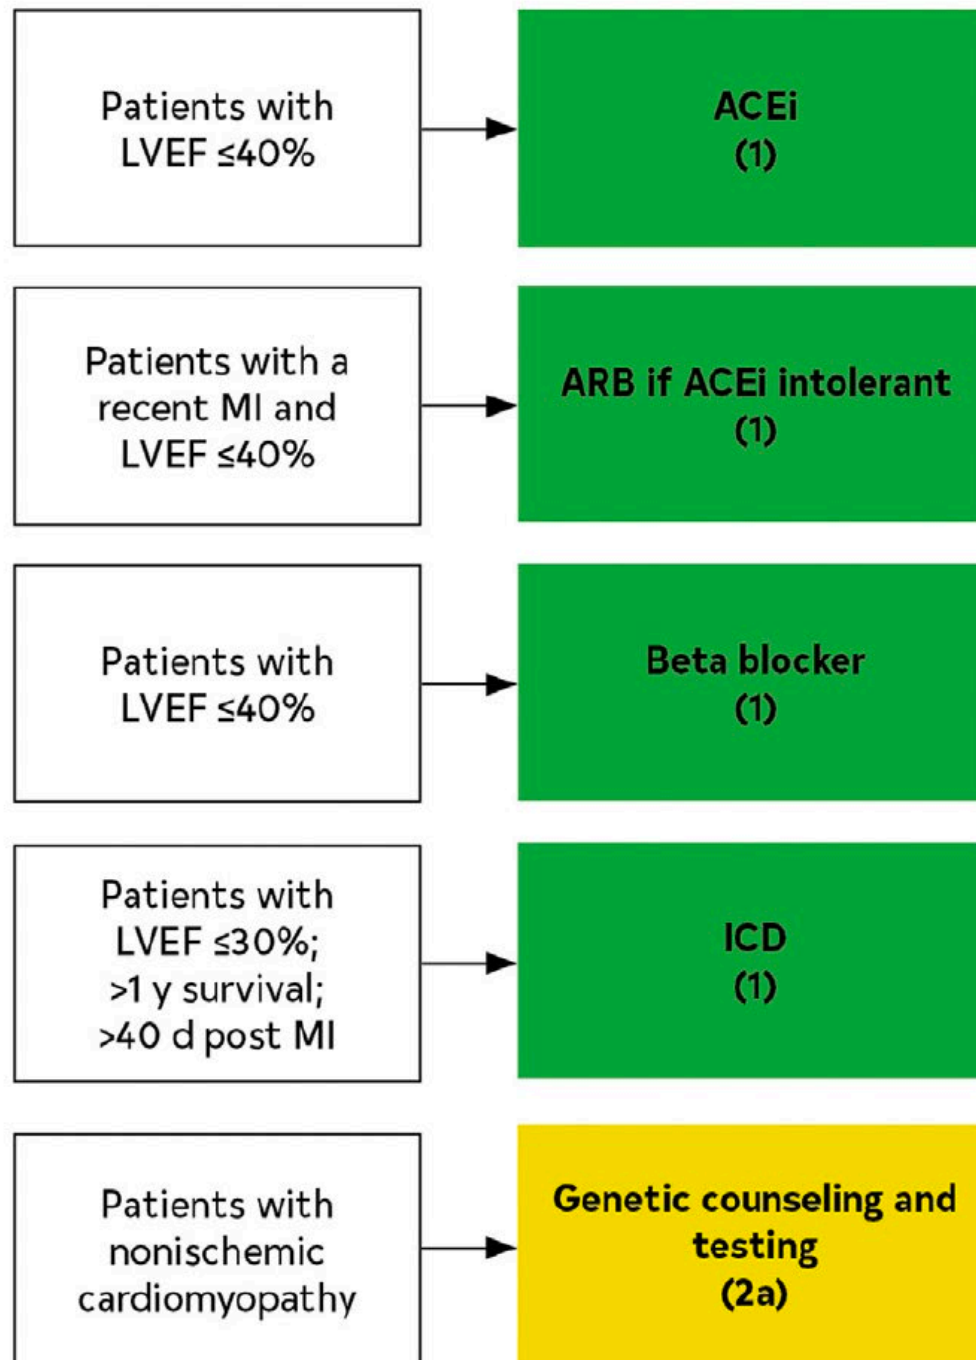 Patients with
LVEF ≤40%
ACEi
(1)
Patients with a
recent MI and
LVEF ≤40%
ARB if ACEi intolerant
(1)
Patients with
LVEF ≤40%
Beta blocker
(1)
Patients with
LVEF ≤30%;
>1 y survival;
>40 d post MI
ICD
(1)
Patients with
nonischemic
cardiomyopathy
Genetic counseling and
testing
(2a)